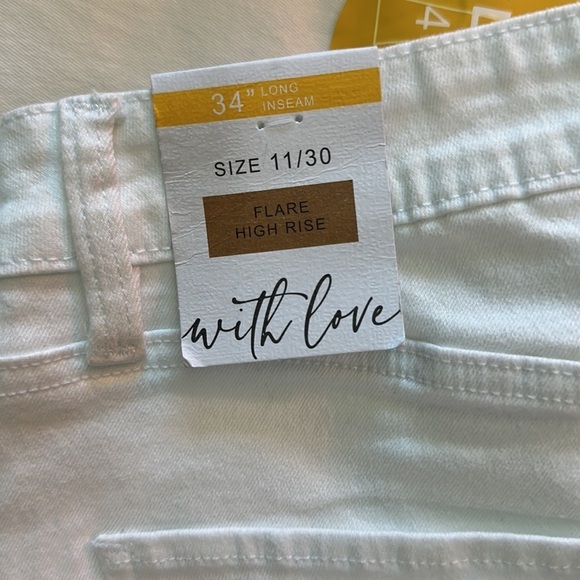 34" LONG INSEAM
SIZE 11/30
FLARE
HIGH RISE
with love